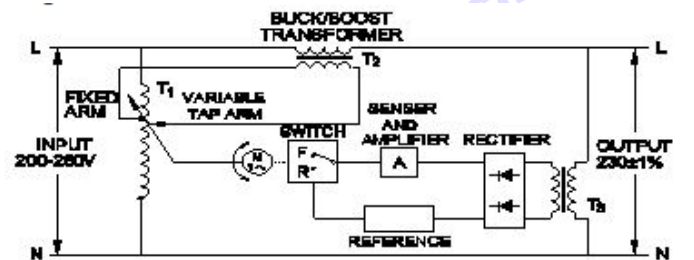 BUCK/BOOST
TRANSFORMER
L
L
T2
T1
FIXED
ARM
VARIABLE
TAP ARM
SENSER
AND
AMPLIFIER
SWITCH
RECTIFIER
INPUT
200-260V
OUTPUT
230±1%
M
F
R
A
T3
REFERENCE
N
N